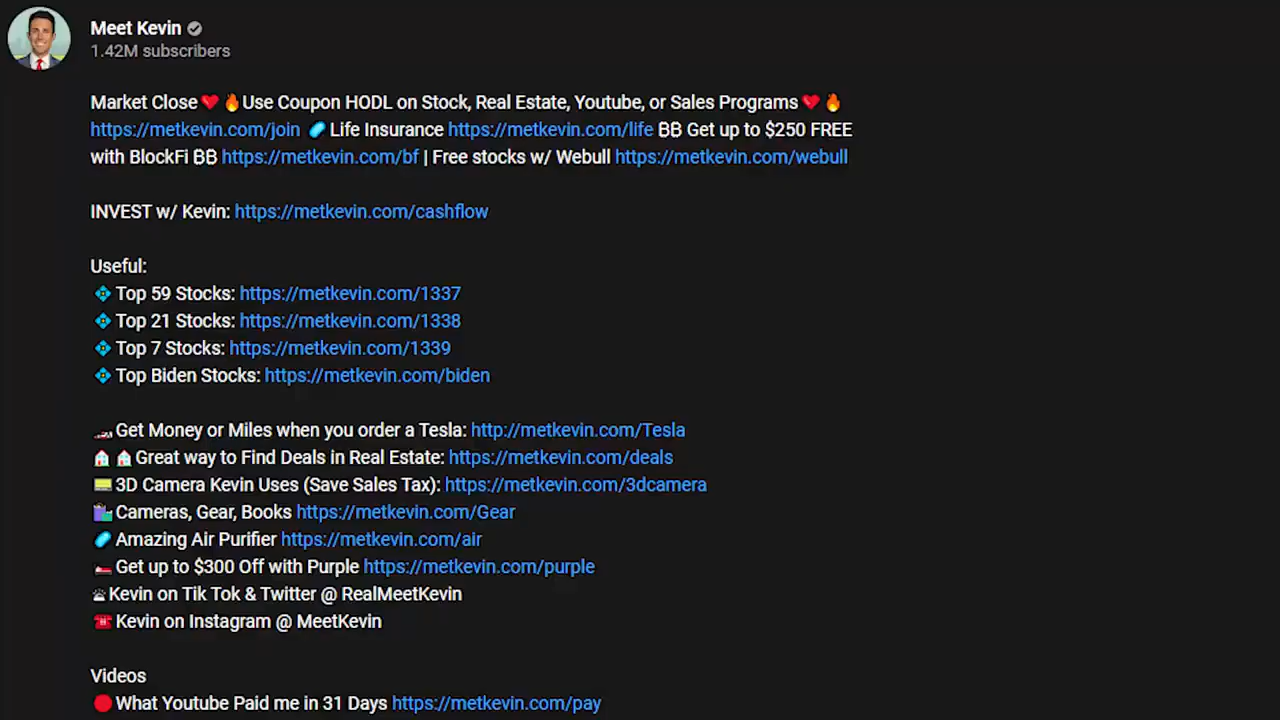 Meet Kevin
1.42M subscribers
Market Close❤️🔥Use Coupon HODL on Stock, Real Estate, Youtube, or Sales Programs❤️🔥
https://metkevin.com/join 🧼 Life Insurance https://metkevin.com/life ₿₿ Get up to $250 FREE
with BlockFi ₿₿ https://metkevin.com/bf | Free stocks w/ Webull https://metkevin.com/webull
INVEST w/ Kevin: https://metkevin.com/cashflow
Useful:
💠Top 59 Stocks: https://metkevin.com/1337
💠Top 21 Stocks: https://metkevin.com/1338
💠Top 7 Stocks: https://metkevin.com/1339
💠Top Biden Stocks: https://metkevin.com/biden
🏎Get Money or Miles when you order a Tesla: http://metkevin.com/Tesla
🏠🏠Great way to Find Deals in Real Estate: https://metkevin.com/deals
3D Camera Kevin Uses (Save Sales Tax): https://metkevin.com/3dcamera
🛍Cameras, Gear, Books https://metkevin.com/Gear
🧼Amazing Air Purifier https://metkevin.com/air
🛏Get up to $300 Off with Purple https://metkevin.com/purple
Kevin on Tik Tok & Twitter @ RealMeetKevin
☎️Kevin on Instagram @ MeetKevin
Videos
🔴What Youtube Paid me in 31 Days https://metkevin.com/pay